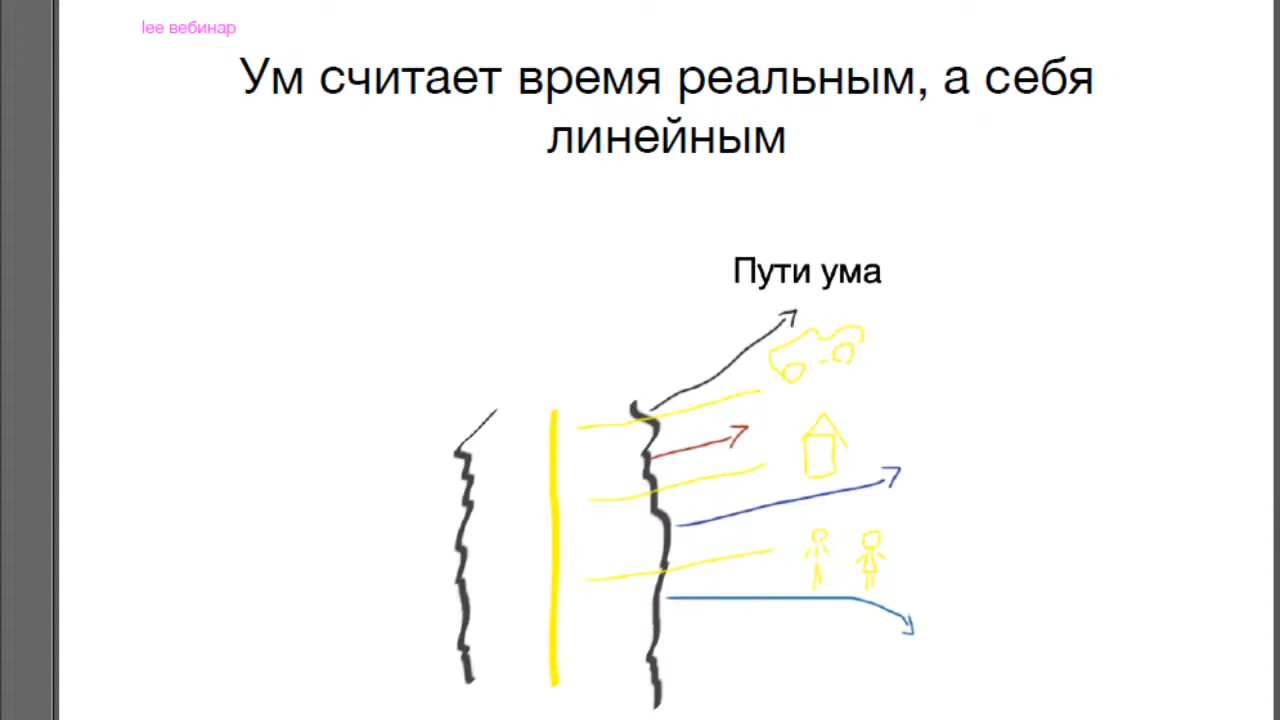 lee вебинар
Ум считает время реальным, а себя
линейным
Пути ума